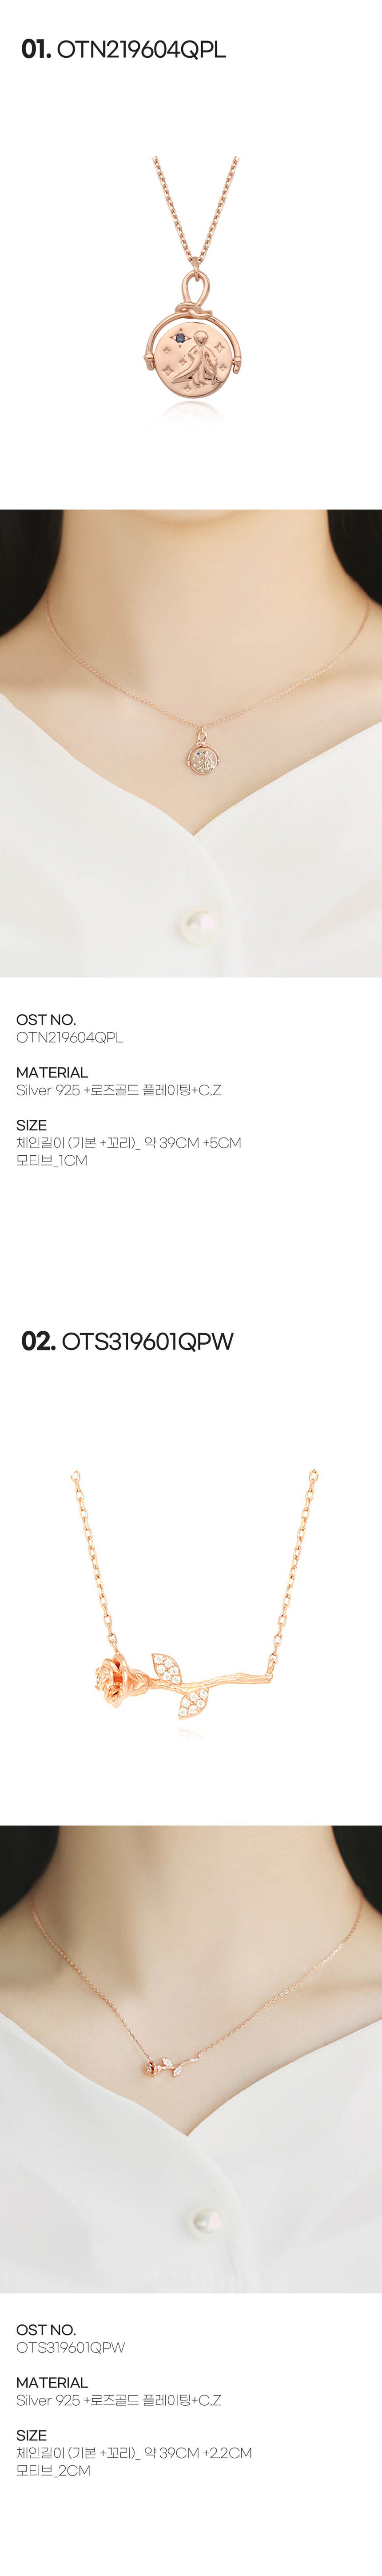 01. OTN219604QPL
OST NO.
OTN219604QPL
MATERIAL
Silver 925 +로즈골드 플레이팅+C.Z
SIZE
체인길이 (기본 +꼬리)_ 약 39CM +5CM
모티브_1CM
02. OTS319601QPW
OST NO.
OTS319601QPW
MATERIAL
Silver 925 +로즈골드 플레이팅+C.Z
SIZE
체인길이 (기본 +꼬리)_ 약 39CM +2.2CM
모티브_2CM